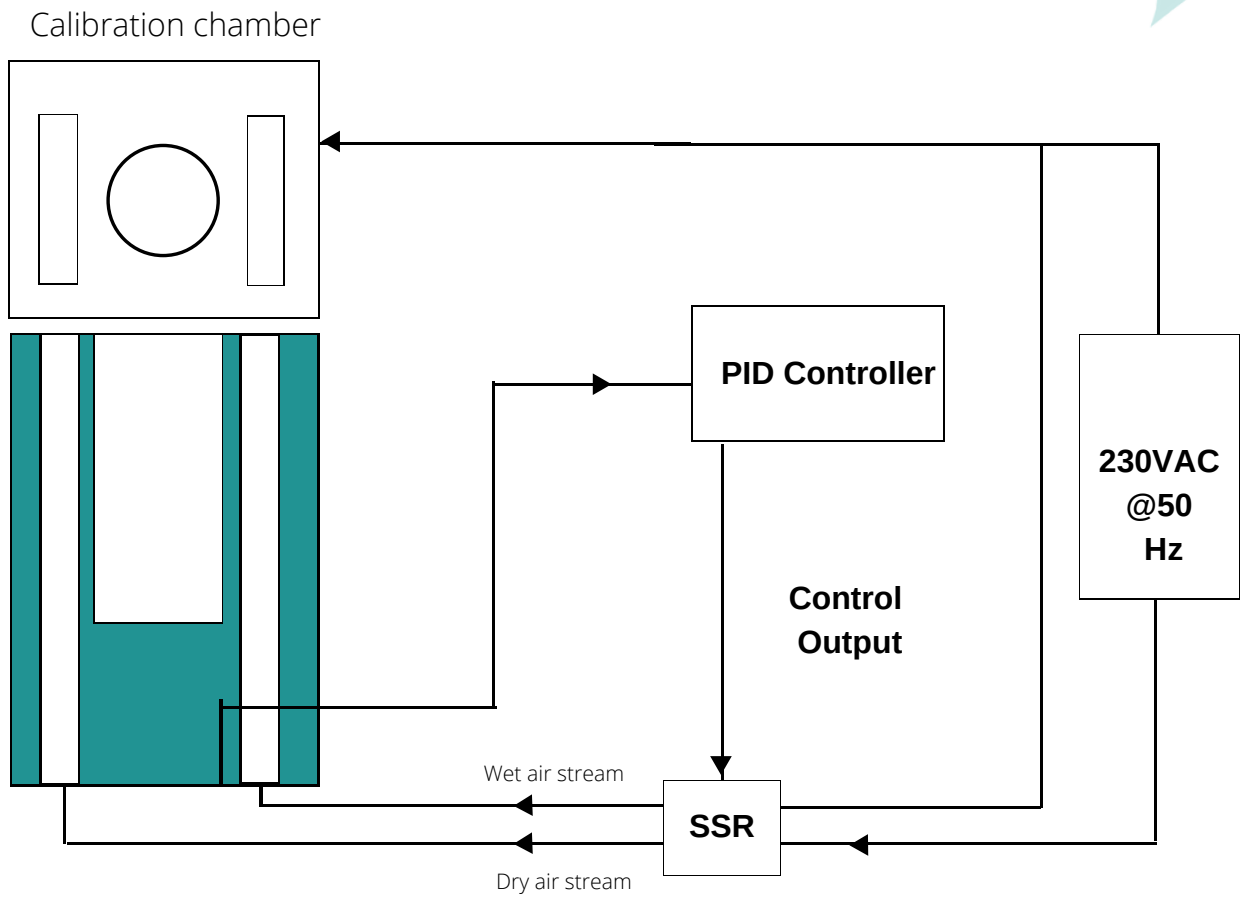 Calibration chamber
PID Controller
230VAC
@50
Hz
Control
Output
Wet air stream
SSR
Dry air stream